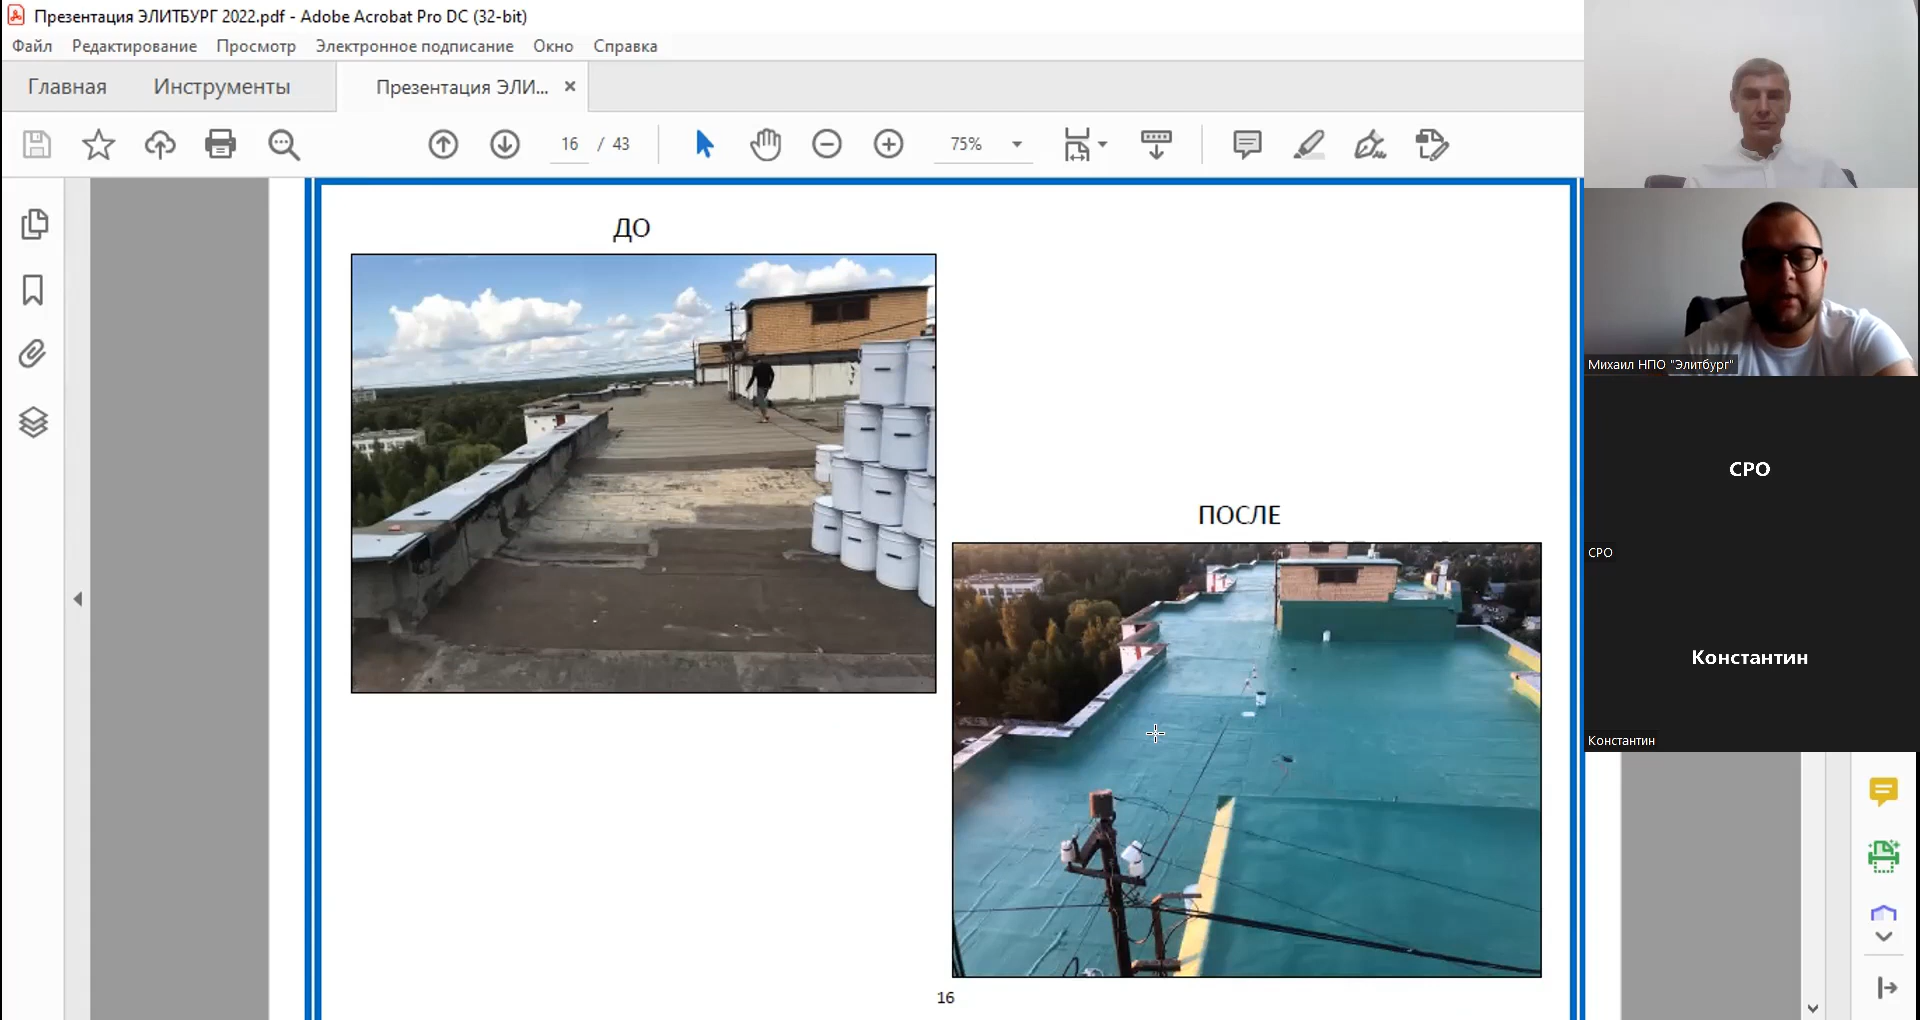 Презентация ЭЛИТБУРГ 2022.pdf - Adobe Acrobat Pro DC (32-bit)
Файл Редактирование Просмотр Электронное подписание Окно Справка
Главная Инструменты Презентация ЭЛИ... ×
16 / 43 75%
ДО
ПОСЛЕ
16
Михаил НПО "Элитбург"
СРО
СРО
Константин
Константин